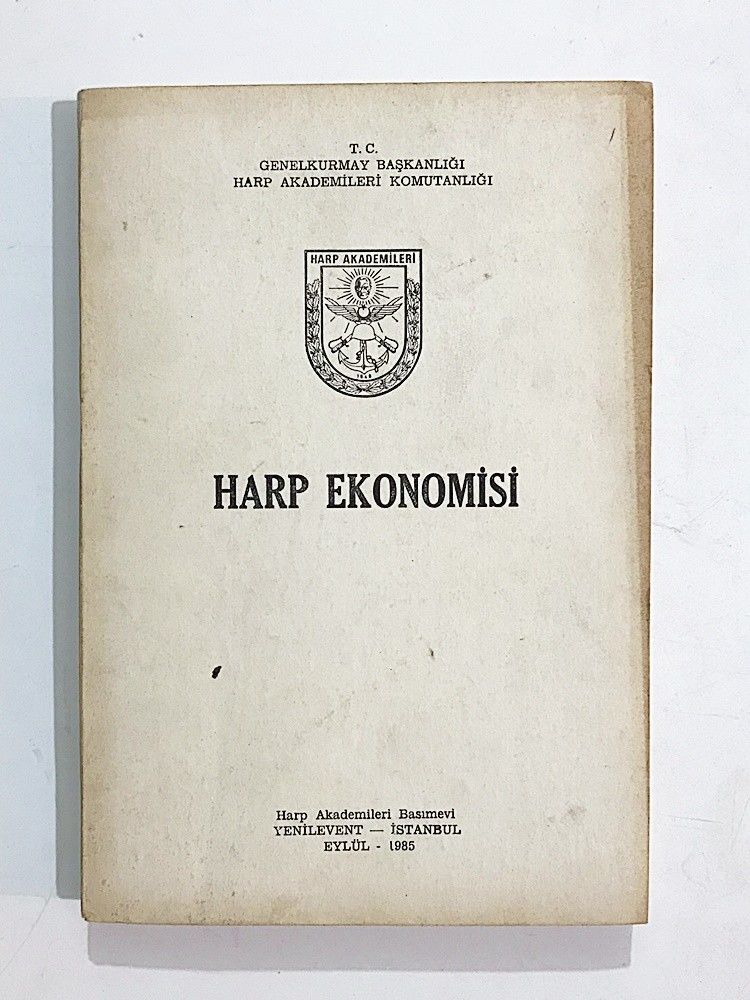 T. C.
GENELKURMAY BAŞKANLIĞI
HARP AKADEMİLERİ KOMUTANLIĞI
HARP AKADEMİLERİ
1848
HARP EKONOMİSİ
Harp Akademileri Basımevi
YENİLEVENT — İSTANBUL
EYLÜL - 1985